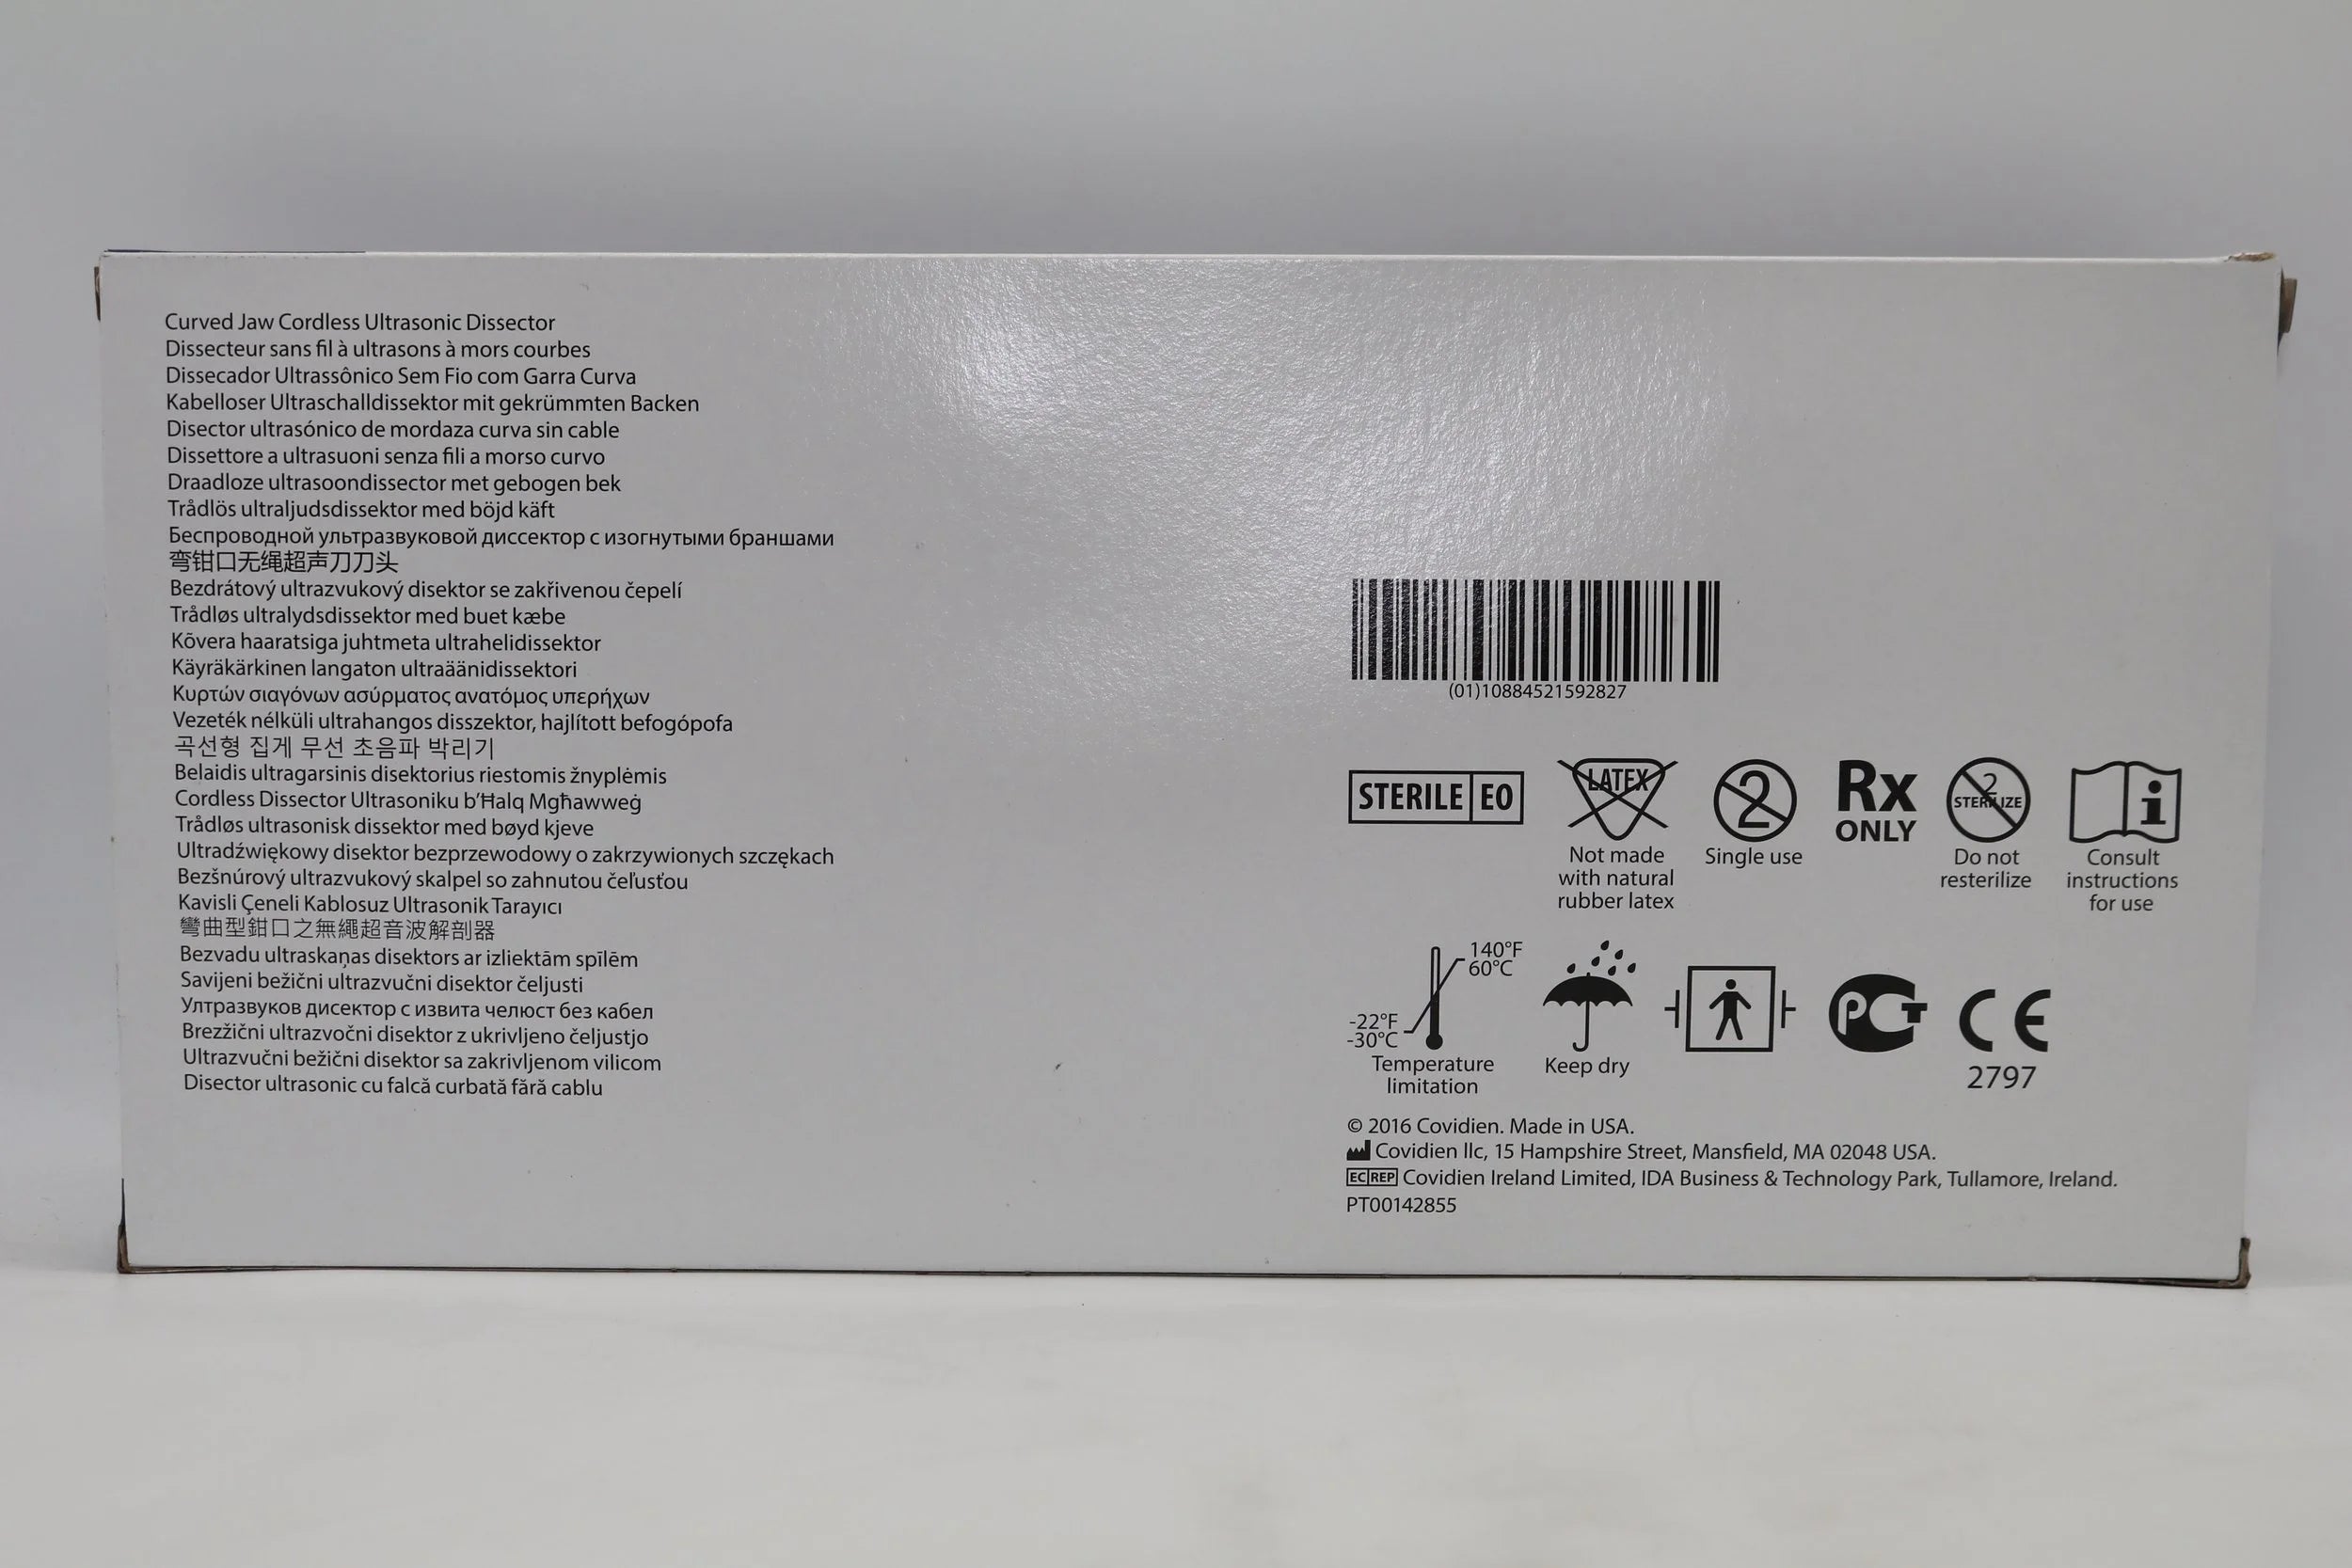 Curved Jaw Cordless Ultrasonic Dissector
Dissecteur sans fil à ultrasons à mors courbes
Dissecador Ultrassônico Sem Fio com Garra Curva
Kabelloser Ultraschalldissektor mit gekrümmten Backen
Disector ultrasónico de mordaza curva sin cable
Dissettore a ultrasuoni senza fili a morso curvo
Draadloze ultrasoondissector met gebogen bek
Trådlös ultraljudsdissektor med böjd käft
Беспроводной ультразвуковой диссектор с изогнутыми браншами
弯钳口无绳超声刀刀头
Bezdrátový ultrazvukový disektor se zakřivenou čepelí
Trådløs ultralydsdissektor med buet kæbe
Kõvera haaratsiga juhtmeta ultrahelidissektor
Käyräkärkinen langaton ultraäänidissektori
Κυρτών σιαγόνων ασύρματος ανατόμος υπερήχων
Vezeték nélküli ultrahangos disszektor, hajlított befogópofa
곡선형 집게 무선 초음파 박리기
Belaidis ultragarsinis disektorius riestomis žnyplėmis
Cordless Dissector Ultrasoniku b'Ħalq Mgħawweġ
Trådløs ultrasonisk dissektor med bøyd kjeve
Ultradźwiękowy disektor bezprzewodowy o zakrzywionych szczękach
Bezšnúrový ultrazvukový skalpel so zahnutou čeľusťou
Kavisli Çeneli Kablosuz Ultrasonik Tarayıcı
彎曲型鉗口之無繩超音波解剖器
Bezvadu ultraskaņas disektors ar izliektām spīlēm
Savijeni bežični ultrazvučni disektor čeljusti
Ултразвуков дисектор с извита челюст без кабел
Brezžični ultrazvočni disektor z ukrivljeno čeljustjo
Ultrazvučni bežični disektor sa zakrivljenom vilicom
Disector ultrasonic cu falcă curbată fără cablu
(01)10884521592827
STERILE EO
LATEX
Not made
with natural
rubber latex
2
Single use
Rx
ONLY
2
STERILIZE
Do not
resterilize
i
Consult
instructions
for use
140°F
60°C
-22°F
-30°C
Temperature
limitation
Keep dry
РСТ
CE
2797
© 2016 Covidien. Made in USA.
Covidien llc, 15 Hampshire Street, Mansfield, MA 02048 USA.
EC REP Covidien Ireland Limited, IDA Business & Technology Park, Tullamore, Ireland.
PT00142855